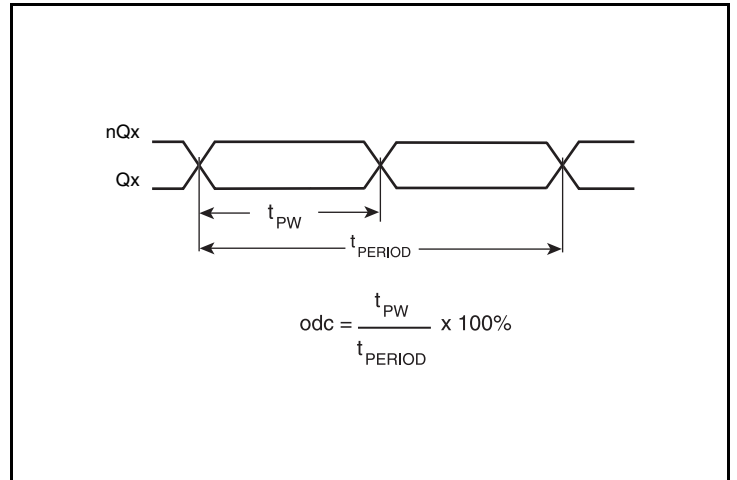 nQx
Qx
tPW
tPERIOD
odc = tPW / tPERIOD x 100%